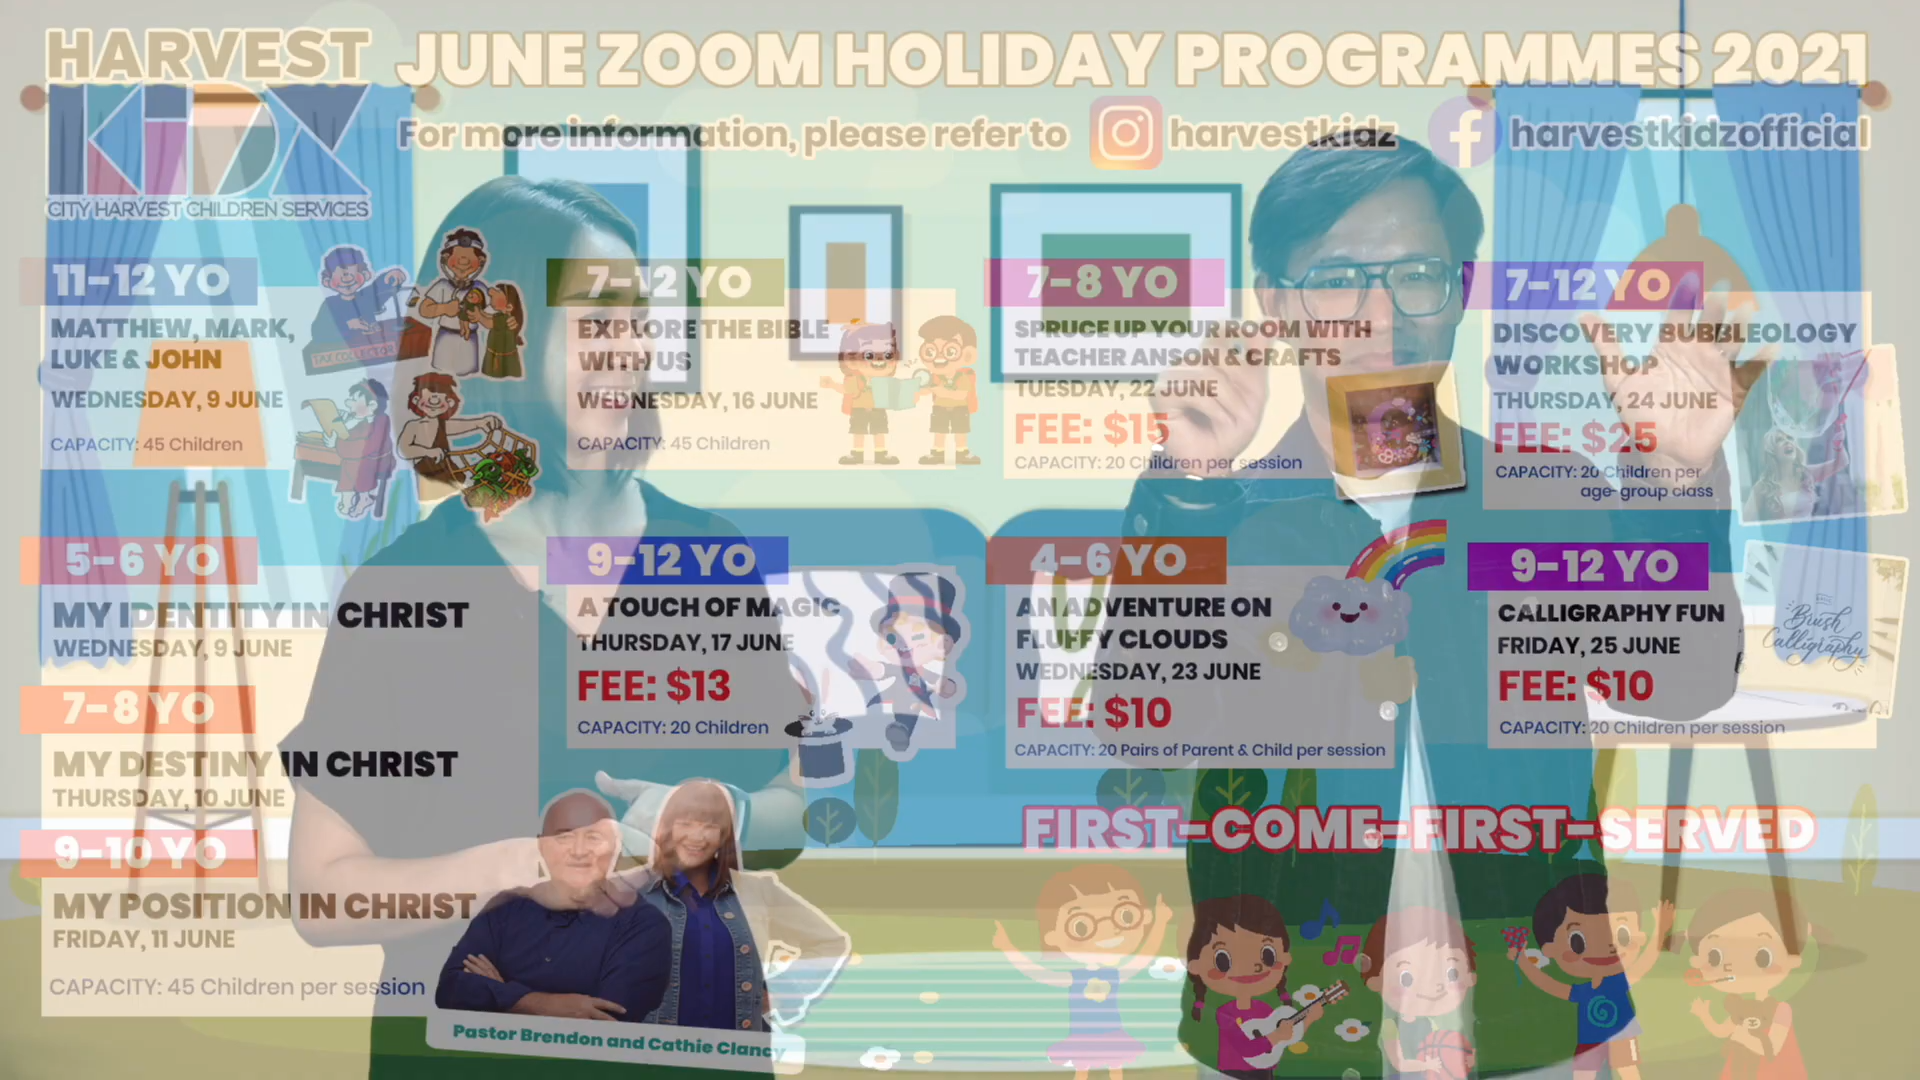 HARVEST
KiDZ
CITY HARVEST CHILDREN SERVICES
JUNE ZOOM HOLIDAY PROGRAMMES 2021
For more information, please refer to harvestkidz harvestkidzofficial
11-12 YO
MATTHEW, MARK,
LUKE & JOHN
WEDNESDAY, 9 JUNE
CAPACITY: 45 Children
TAX COLLECTOR
5-6 YO
MY IDENTITY IN CHRIST
WEDNESDAY, 9 JUNE
7-8 YO
MY DESTINY IN CHRIST
THURSDAY, 10 JUNE
9-10 YO
MY POSITION IN CHRIST
FRIDAY, 11 JUNE
CAPACITY: 45 Children per session
Pastor Brendon and Cathie Clancy
7-12 YO
EXPLORE THE BIBLE
WITH US
WEDNESDAY, 16 JUNE
CAPACITY: 45 Children
9-12 YO
A TOUCH OF MAGIC
THURSDAY, 17 JUNE
FEE: $13
CAPACITY: 20 Children
7-8 YO
SPRUCE UP YOUR ROOM WITH
TEACHER ANSON & CRAFTS
TUESDAY, 22 JUNE
FEE: $15
CAPACITY: 20 Children per session
4-6 YO
AN ADVENTURE ON
FLUFFY CLOUDS
WEDNESDAY, 23 JUNE
FEE: $10
CAPACITY: 20 Pairs of Parent & Child per session
7-12 YO
DISCOVERY BUBBLEOLOGY
WORKSHOP
THURSDAY, 24 JUNE
FEE: $25
CAPACITY: 20 Children per
age-group class
9-12 YO
CALLIGRAPHY FUN
FRIDAY, 25 JUNE
FEE: $10
CAPACITY: 20 Children per session
Brush
Calligraphy
FIRST-COME-FIRST-SERVED